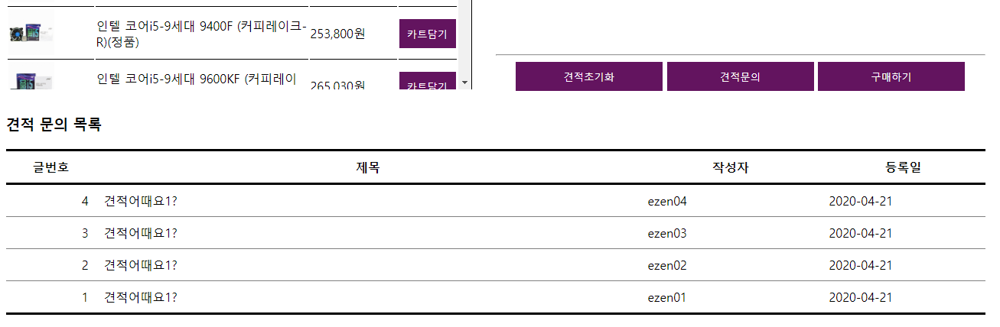 인텔 코어i5-9세대 9400F (커피레이크-
R)(정품)
253,800원
카트담기
인텔 코어i5-9세대 9600KF (커피레이
265,030원
카트담기
견적초기화
견적문의
구매하기
견적 문의 목록
글번호 제목 작성자 등록일
4 견적어때요1? ezen04 2020-04-21
3 견적어때요1? ezen03 2020-04-21
2 견적어때요1? ezen02 2020-04-21
1 견적어때요1? ezen01 2020-04-21